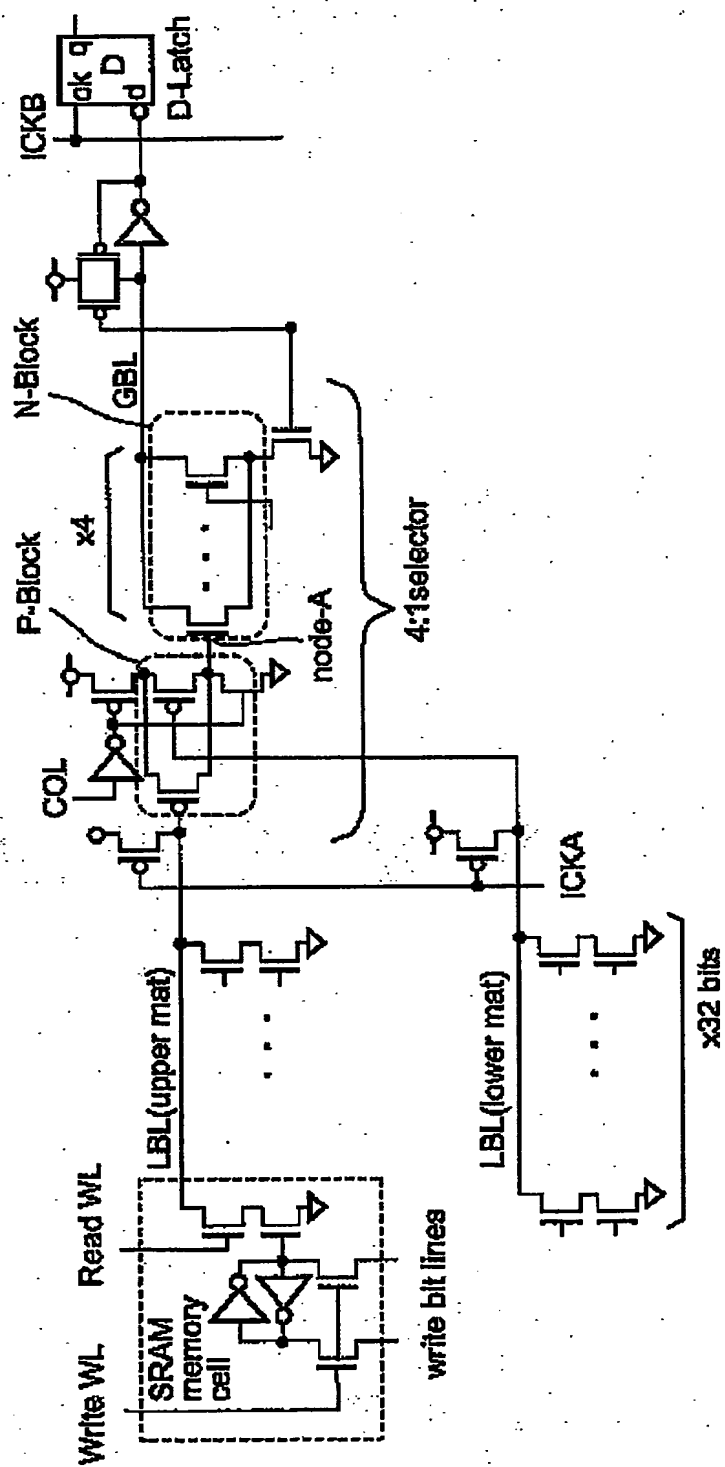 Write WL
Read WL
SRAM
memory
cell
write bit lines
LBL(upper mat)
LBL(lower mat)
x32 bits
ICKA
COL
P-Block
x4
N-Block
GBL
node-A
4:1selector
ICKB
ck q
D
d
D-Latch